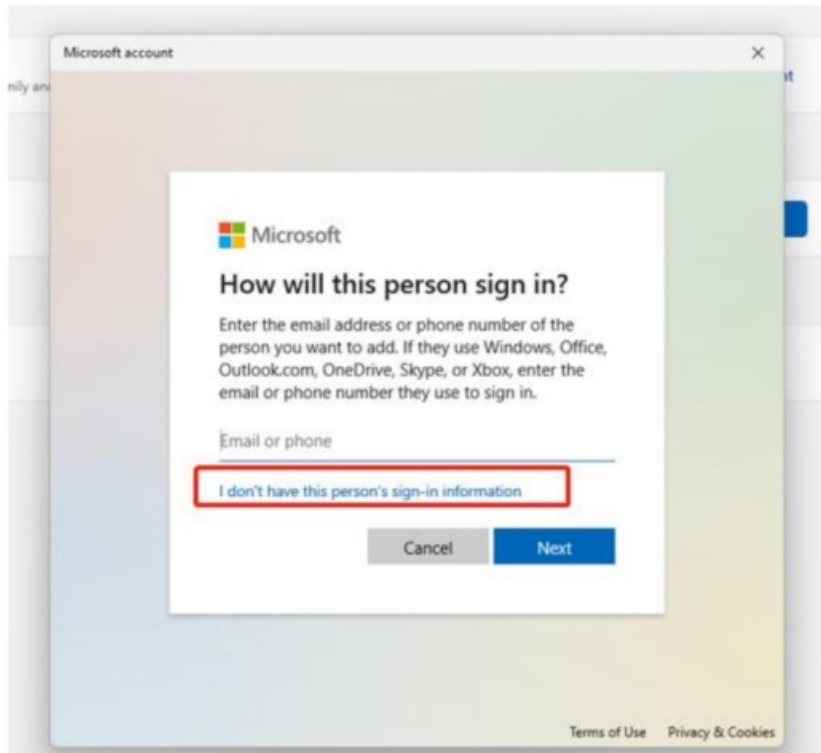 Microsoft account
nily an
nt
Microsoft
How will this person sign in?
Enter the email address or phone number of the
person you want to add. If they use Windows, Office,
Outlook.com, OneDrive, Skype, or Xbox, enter the
email or phone number they use to sign in.
Email or phone
I don't have this person's sign-in information
Cancel Next
Terms of Use Privacy & Cookies